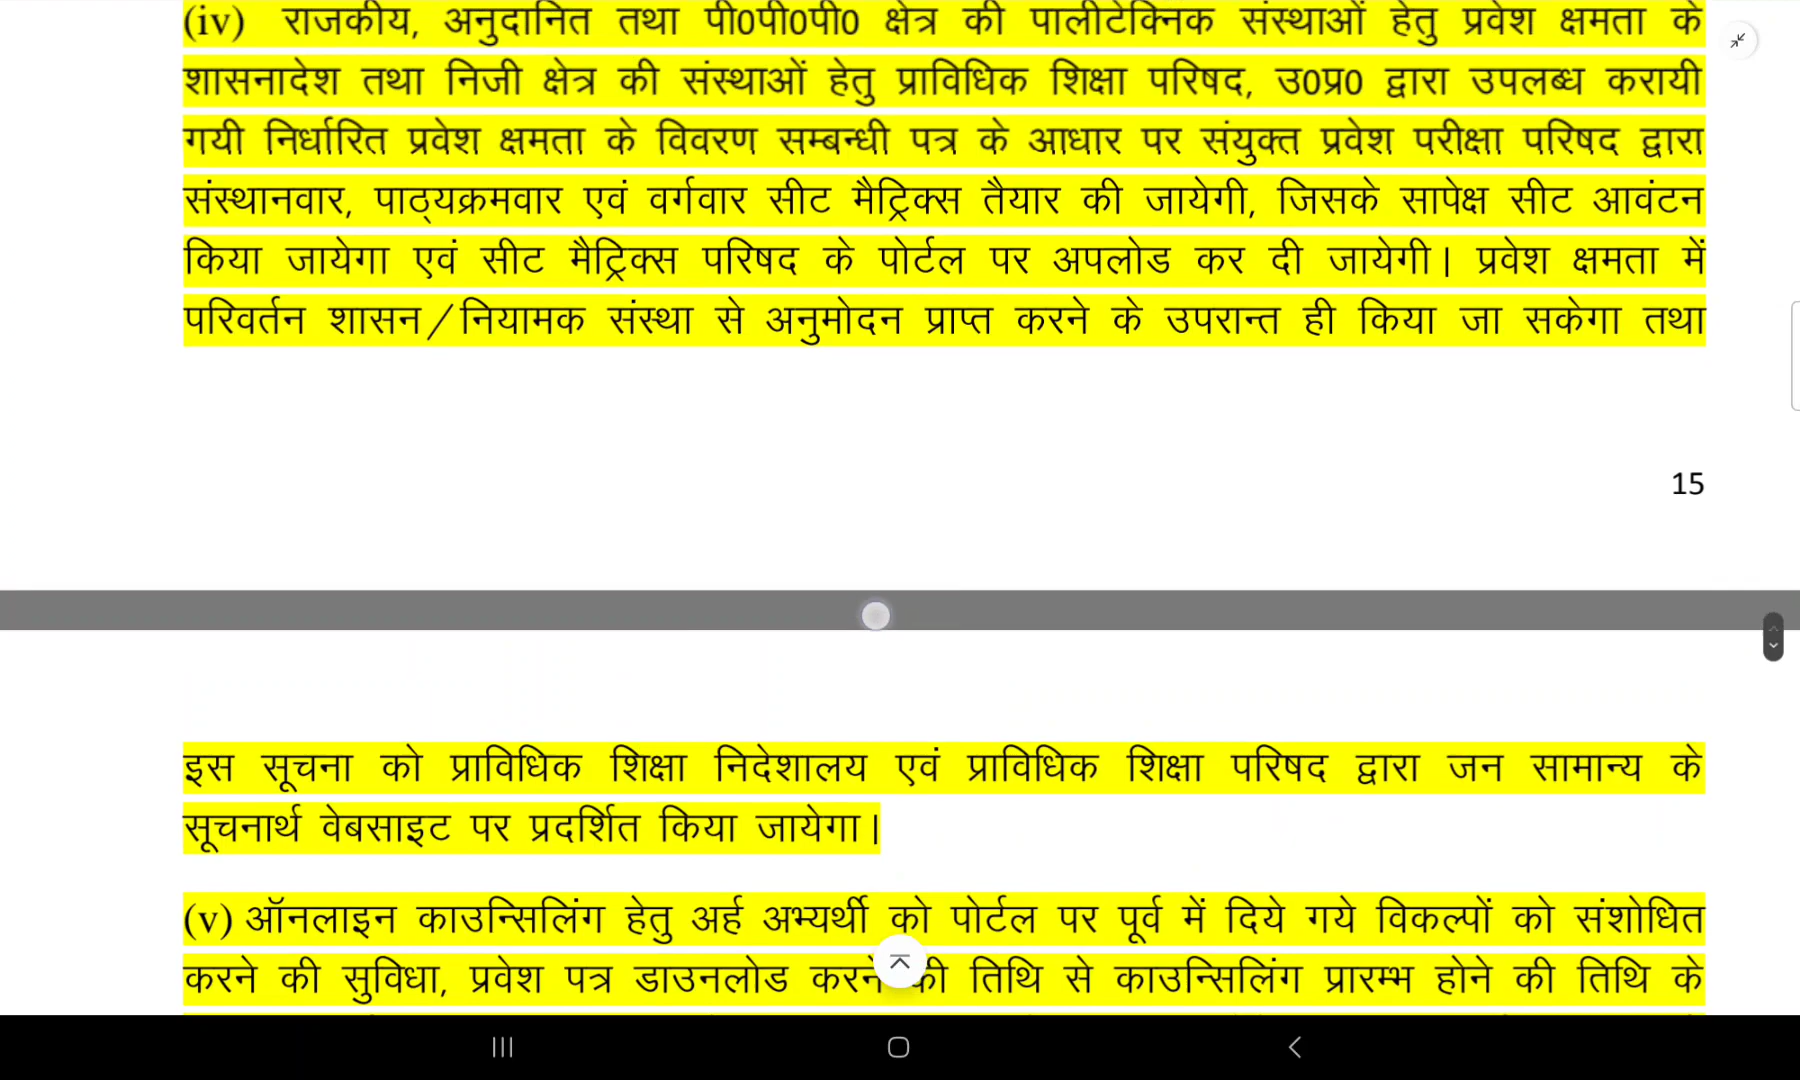 (iv) राजकीय, अनुदानित तथा पी0पी0पी0 क्षेत्र की पालीटेक्निक संस्थाओं हेतु प्रवेश क्षमता के
शासनादेश तथा निजी क्षेत्र की संस्थाओं हेतु प्राविधिक शिक्षा परिषद, उ0प्र0 द्वारा उपलब्ध करायी
गयी निर्धारित प्रवेश क्षमता के विवरण सम्बन्धी पत्र के आधार पर संयुक्त प्रवेश परीक्षा परिषद द्वारा
संस्थानवार, पाठ्यक्रमवार एवं वर्गवार सीट मैट्रिक्स तैयार की जायेगी, जिसके सापेक्ष सीट आवंटन
किया जायेगा एवं सीट मैट्रिक्स परिषद के पोर्टल पर अपलोड कर दी जायेगी। प्रवेश क्षमता में
परिवर्तन शासन/नियामक संस्था से अनुमोदन प्राप्त करने के उपरान्त ही किया जा सकेगा तथा
15
इस सूचना को प्राविधिक शिक्षा निदेशालय एवं प्राविधिक शिक्षा परिषद द्वारा जन सामान्य के
सूचनार्थ वेबसाइट पर प्रदर्शित किया जायेगा।
(v) ऑनलाइन काउन्सिलिंग हेतु अर्ह अभ्यर्थी को पोर्टल पर पूर्व में दिये गये विकल्पों को संशोधित
करने की सुविधा, प्रवेश पत्र डाउनलोड करने की तिथि से काउन्सिलिंग प्रारम्भ होने की तिथि के